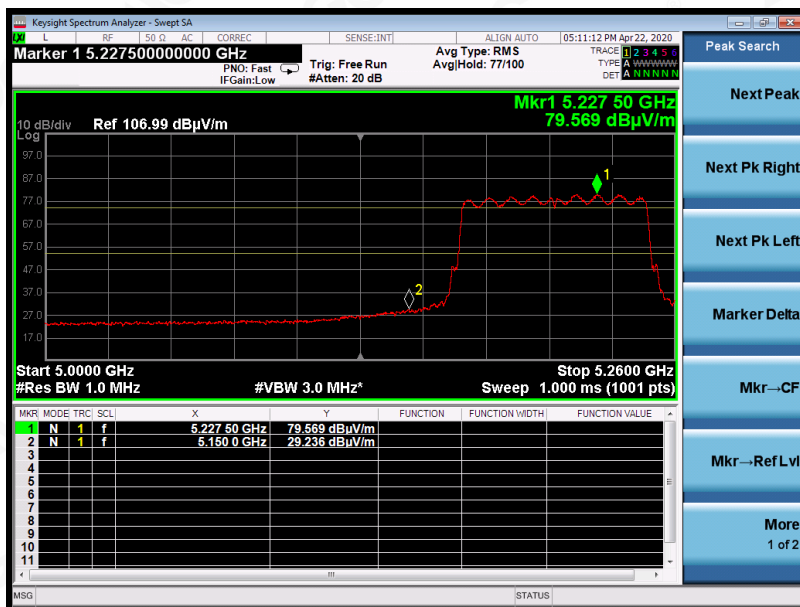 Keysight Spectrum Analyzer - Swept SA
LXI L RF 50 Ω AC CORREC SENSE:INT ALIGN AUTO 05:11:12 PM Apr 22, 2020
Marker 1 5.227500000000 GHz
PNO: Fast
IFGain:Low
Trig: Free Run
#Atten: 20 dB
Avg Type: RMS
Avg|Hold: 77/100
TRACE 1 2 3 4 5 6
TYPE A WWWWW
DET A N N N N N
Mkr1 5.227 50 GHz
79.569 dBµV/m
10 dB/div Ref 106.99 dBµV/m
Log
97.0
87.0
77.0
67.0
57.0
47.0
37.0
27.0
17.0
1
2
Start 5.0000 GHz Stop 5.2600 GHz
#Res BW 1.0 MHz #VBW 3.0 MHz* Sweep 1.000 ms (1001 pts)
MKR MODE TRC SCL X Y FUNCTION FUNCTION WIDTH FUNCTION VALUE
1 N 1 f 5.227 50 GHz 79.569 dBµV/m
2 N 1 f 5.150 0 GHz 29.236 dBµV/m
3
4
5
6
7
8
9
10
11
MSG STATUS
Peak Search
Next Peak
Next Pk Right
Next Pk Left
Marker Delta
Mkr→CF
Mkr→Ref Lvl
More
1 of 2